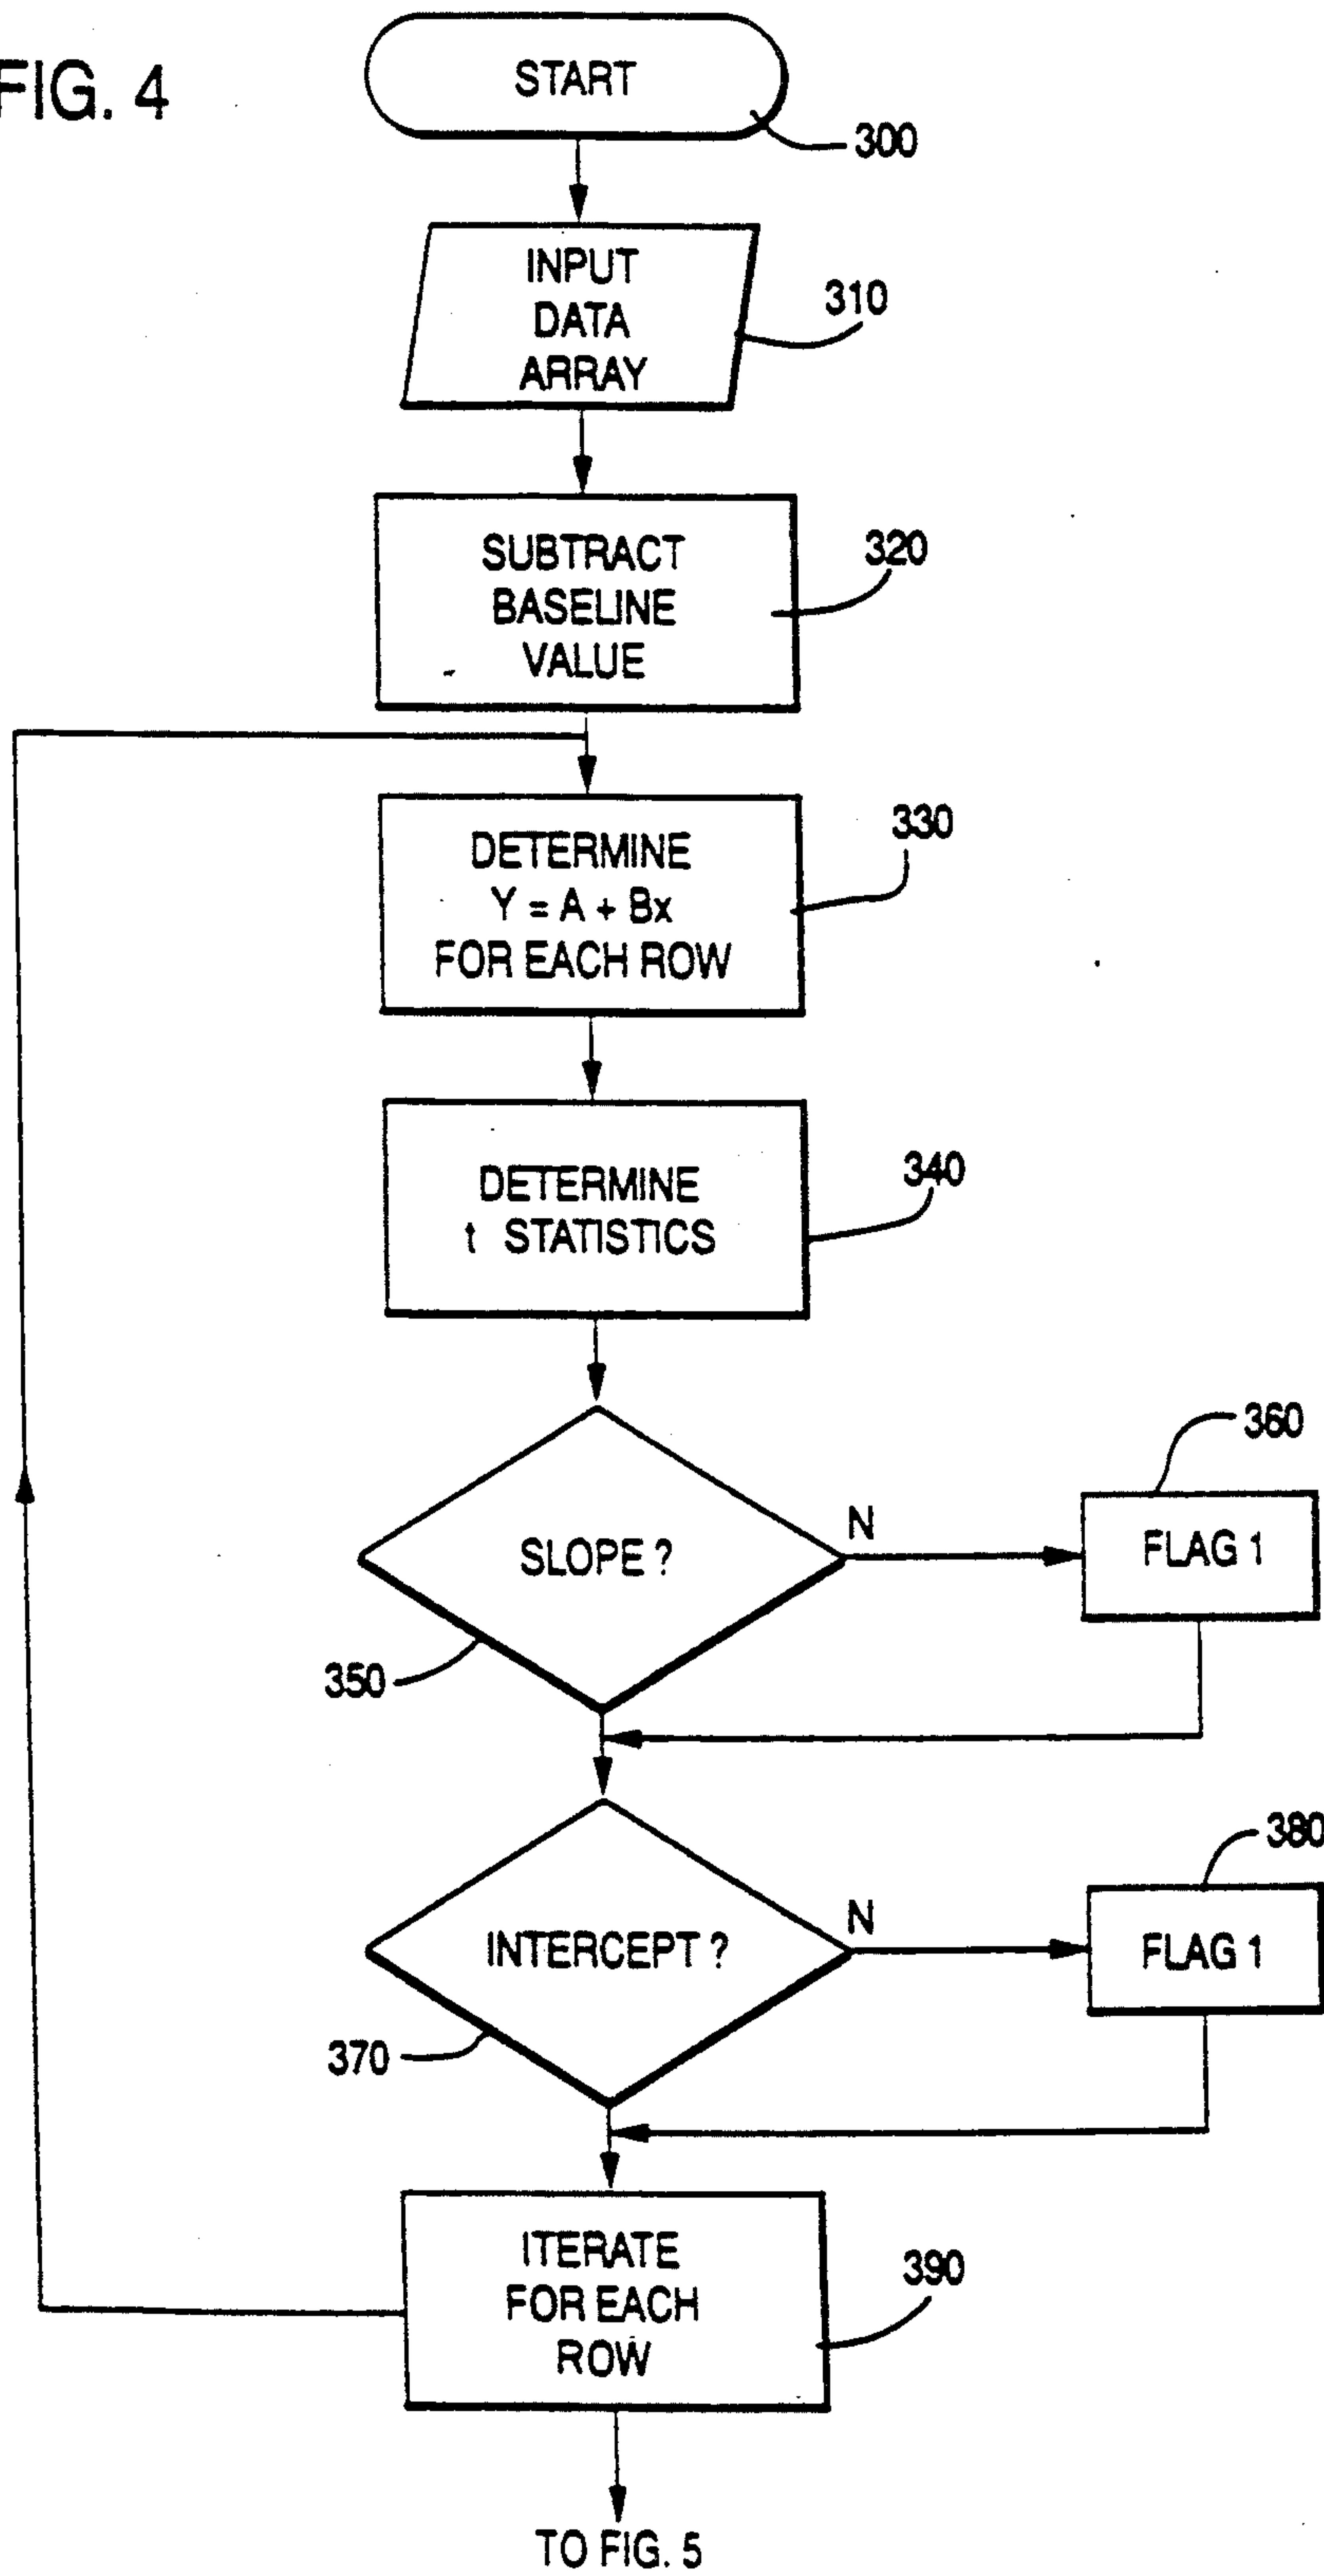 FIG. 4
START
300
INPUT
DATA
ARRAY
310
SUBTRACT
BASELINE
VALUE
320
DETERMINE
Y = A + Bx
FOR EACH ROW
330
DETERMINE
t STATISTICS
340
SLOPE ?
350
N
FLAG 1
360
INTERCEPT ?
370
N
FLAG 1
380
ITERATE
FOR EACH
ROW
390
TO FIG. 5